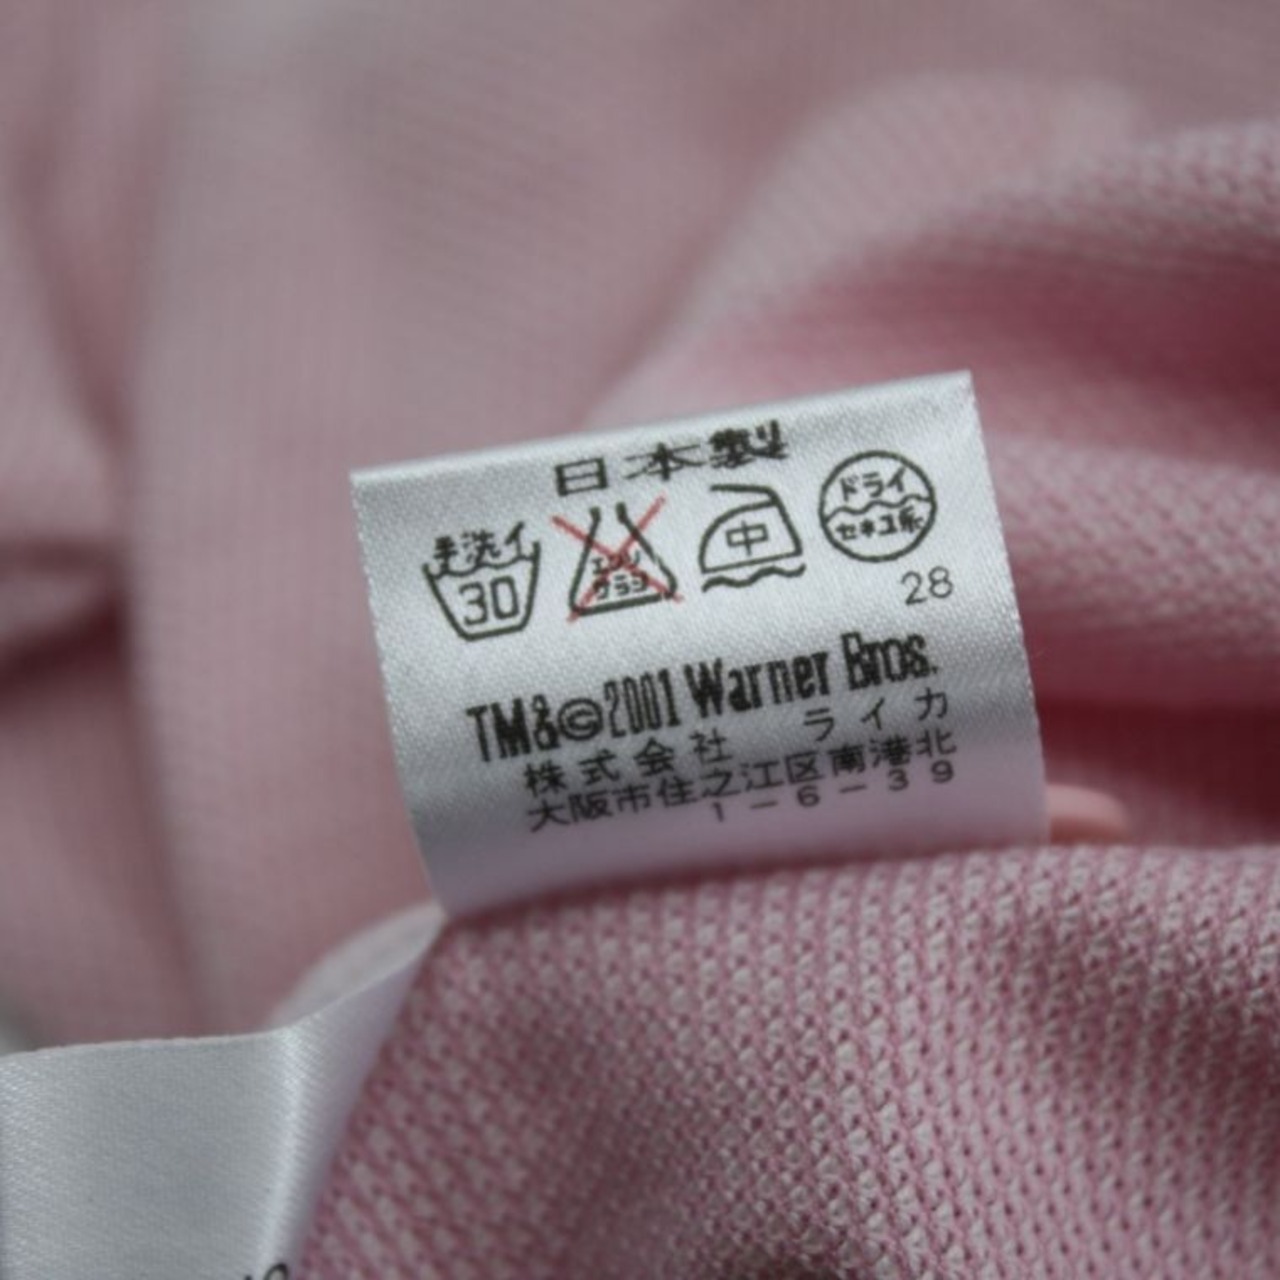 日本製
手洗イ 30 エンソ サラシ 中 ドライ セキユ系
28
TM&©2001 Warner Bros.
株式会社 ライカ
大阪市住之江区南港北
1-6-39